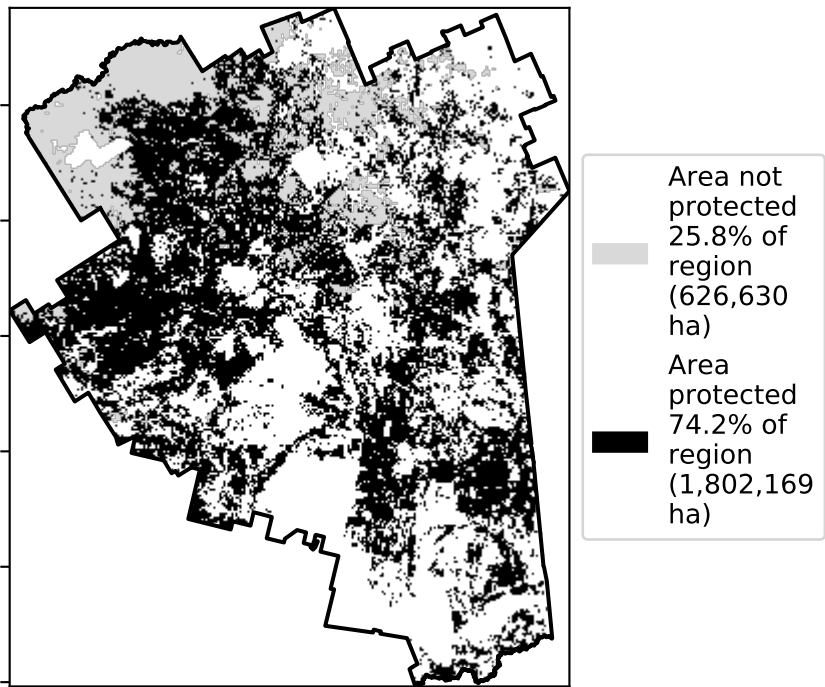 Area not
protected
25.8% of
region
(626,630
ha)
Area
protected
74.2% of
region
(1,802,169
ha)